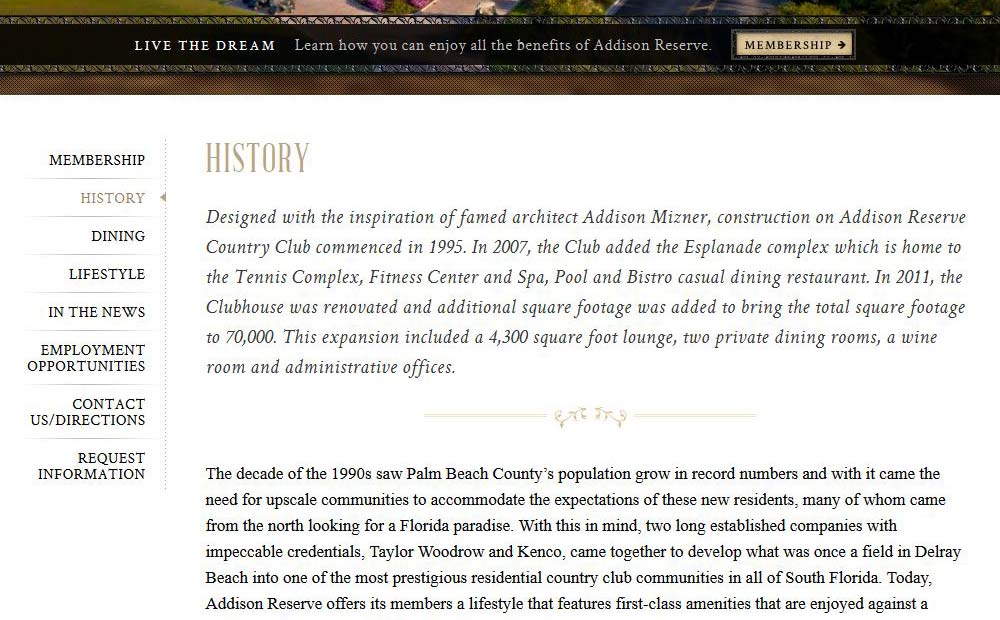 LIVE THE DREAM Learn how you can enjoy all the benefits of Addison Reserve. MEMBERSHIP
MEMBERSHIP
HISTORY
DINING
LIFESTYLE
IN THE NEWS
EMPLOYMENT
OPPORTUNITIES
CONTACT
US/DIRECTIONS
REQUEST
INFORMATION
HISTORY
Designed with the inspiration of famed architect Addison Mizner, construction on Addison Reserve
Country Club commenced in 1995. In 2007, the Club added the Esplanade complex which is home to
the Tennis Complex, Fitness Center and Spa, Pool and Bistro casual dining restaurant. In 2011, the
Clubhouse was renovated and additional square footage was added to bring the total square footage
to 70,000. This expansion included a 4,300 square foot lounge, two private dining rooms, a wine
room and administrative offices.
The decade of the 1990s saw Palm Beach County’s population grow in record numbers and with it came the
need for upscale communities to accommodate the expectations of these new residents, many of whom came
from the north looking for a Florida paradise. With this in mind, two long established companies with
impeccable credentials, Taylor Woodrow and Kenco, came together to develop what was once a field in Delray
Beach into one of the most prestigious residential country club communities in all of South Florida. Today,
Addison Reserve offers its members a lifestyle that features first-class amenities that are enjoyed against a